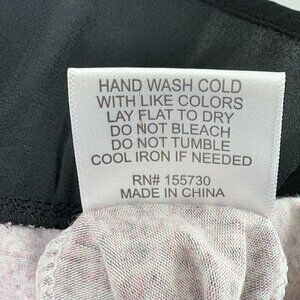 HAND WASH COLD
WITH LIKE COLORS
LAY FLAT TO DRY
DO NOT BLEACH
DO NOT TUMBLE
COOL IRON IF NEEDED
RN# 155730
MADE IN CHINA